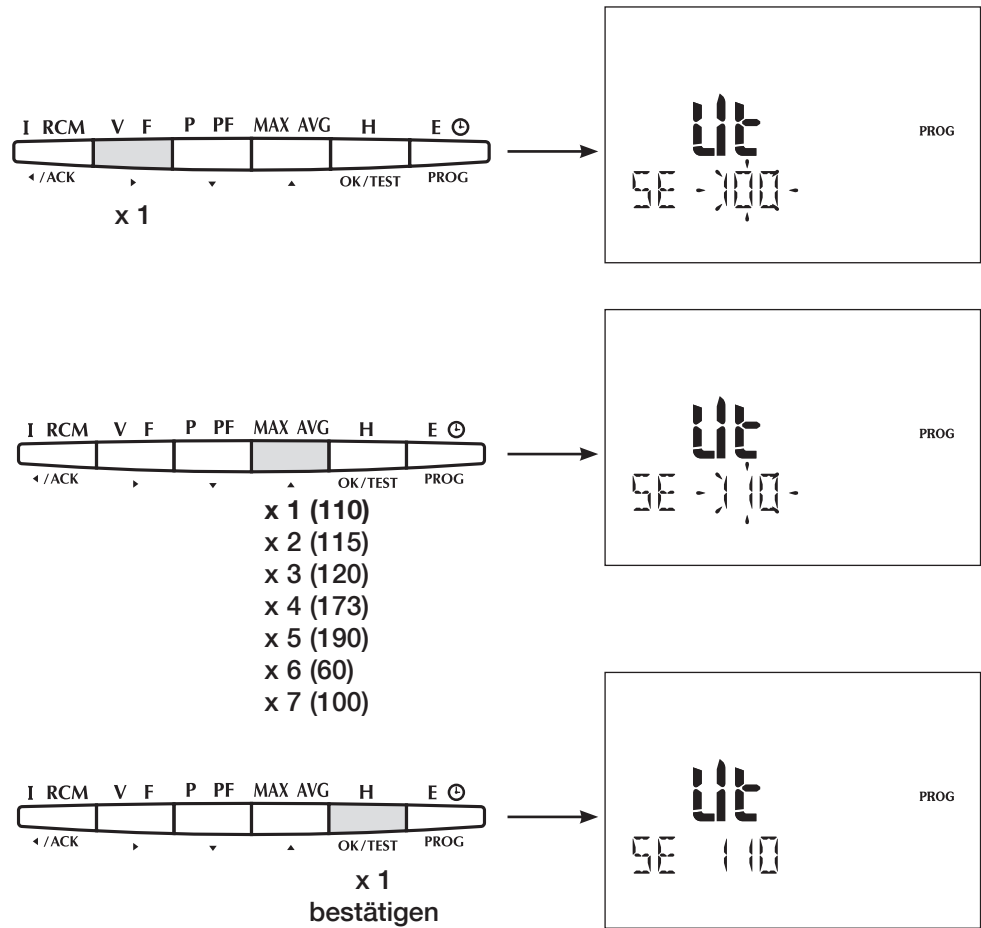 I RCM V F P PF MAX AVG H E
/ACK OK/TEST PROG
x 1
Ut PROG
SE 100
I RCM V F P PF MAX AVG H E
/ACK OK/TEST PROG
x 1 (110)
x 2 (115)
x 3 (120)
x 4 (173)
x 5 (190)
x 6 (60)
x 7 (100)
Ut PROG
SE 110
I RCM V F P PF MAX AVG H E
/ACK OK/TEST PROG
x 1
bestätigen
Ut PROG
SE 110